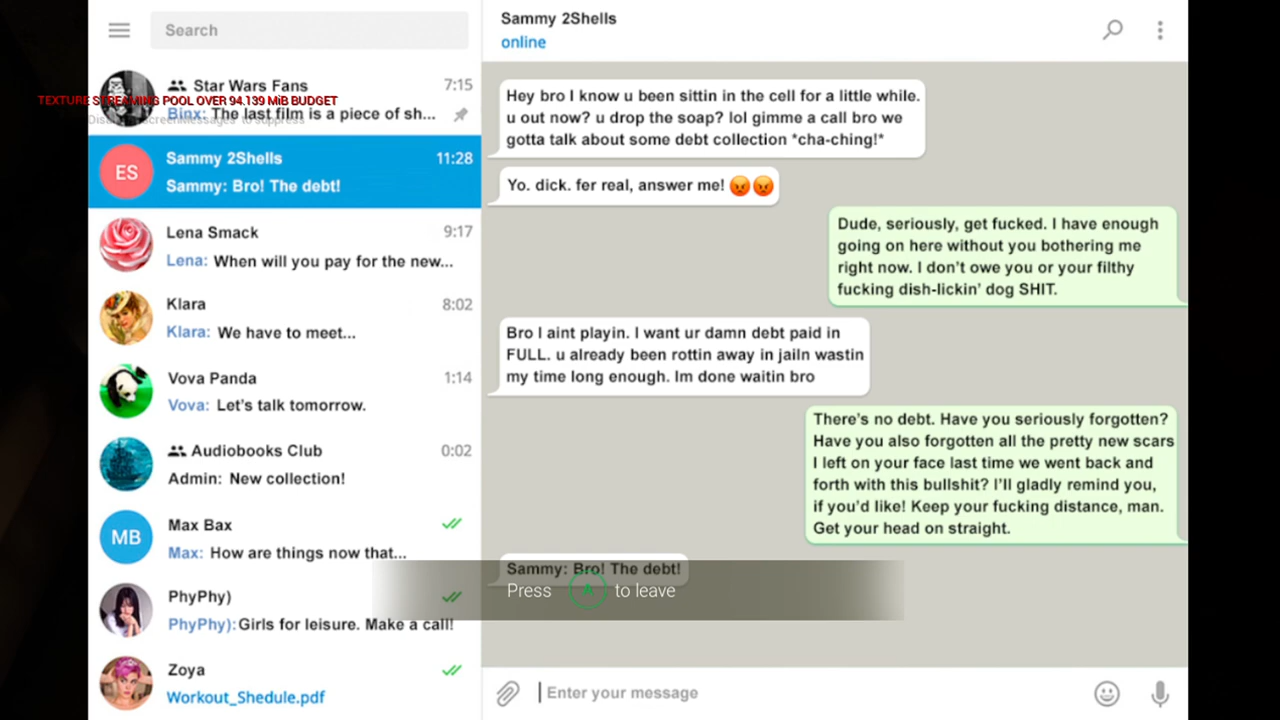 Search
Star Wars Fans
7:15
TEXTURE STREAMING POOL OVER 94.139 MiB BUDGET
Binx: The last film is a piece of sh...
Sammy 2Shells
11:28
ES
Sammy: Bro! The debt!
Lena Smack
9:17
Lena: When will you pay for the new...
Klara
8:02
Klara: We have to meet...
Vova Panda
1:14
Vova: Let's talk tomorrow.
Audiobooks Club
0:02
Admin: New collection!
Max Bax
MB
Max: How are things now that...
PhyPhy)
PhyPhy): Girls for leisure. Make a call!
Zoya
Workout_Shedule.pdf
Sammy 2Shells
online
Hey bro I know u been sittin in the cell for a little while.
u out now? u drop the soap? lol gimme a call bro we
gotta talk about some debt collection *cha-ching!*
Yo. dick. fer real, answer me! 😡😡
Dude, seriously, get fucked. I have enough
going on here without you bothering me
right now. I don't owe you or your filthy
fucking dish-lickin' dog SHIT.
Bro I aint playin. I want ur damn debt paid in
FULL. u already been rottin away in jailn wastin
my time long enough. Im done waitin bro
There's no debt. Have you seriously forgotten?
Have you also forgotten all the pretty new scars
I left on your face last time we went back and
forth with this bullshit? I'll gladly remind you,
if you'd like! Keep your fucking distance, man.
Get your head on straight.
Sammy: Bro! The debt!
Press A to leave
Enter your message